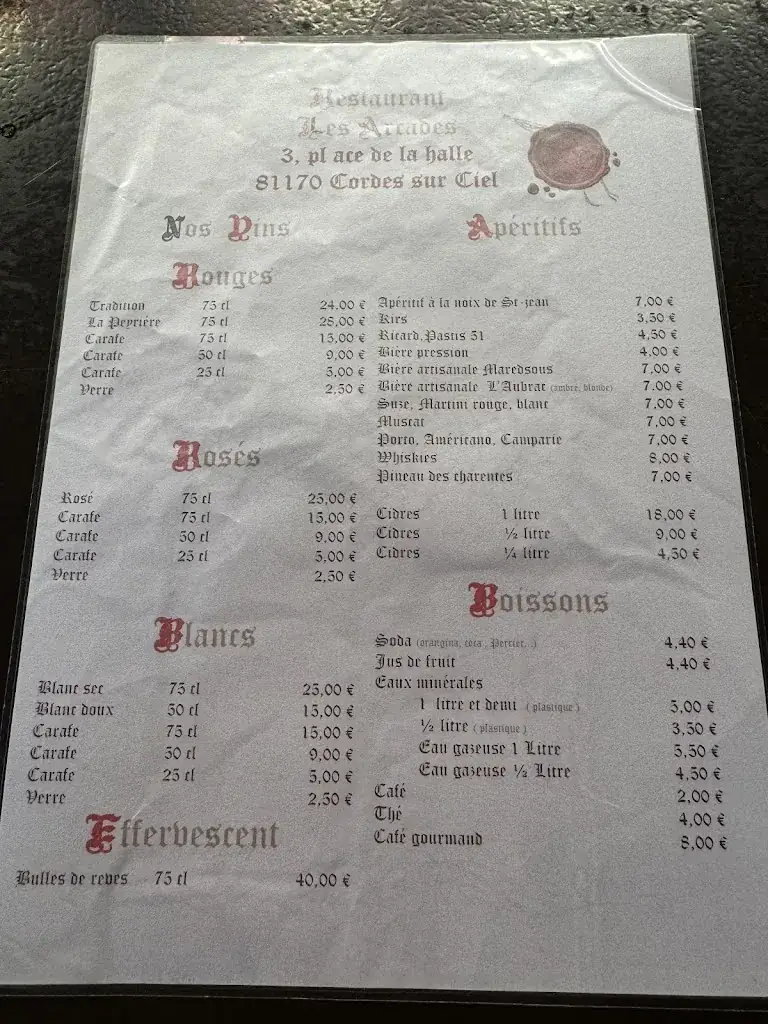 Restaurant
Les Arcades
3, pl ace de la halle
81170 Cordes sur Ciel
Nos Vins
Rouges
Tradition 75 cl 24,00 €
La Peyrière 75 cl 28,00 €
Carafe 75 cl 15,00 €
Carafe 50 cl 9,00 €
Carafe 25 cl 5,00 €
Verre 2,50 €
Rosés
Rosé 75 cl 25,00 €
Carafe 75 cl 15,00 €
Carafe 50 cl 9,00 €
Carafe 25 cl 5,00 €
Verre 2,50 €
Blancs
Blanc sec 75 cl 25,00 €
Blanc doux 50 cl 15,00 €
Carafe 75 cl 15,00 €
Carafe 50 cl 9,00 €
Carafe 25 cl 5,00 €
Verre 2,50 €
Effervescent
Bulles de reves 75 cl 40,00 €
Apéritifs
Apéritif à la noix de St-jean 7,00 €
Kirs 3,50 €
Ricard,Pastis 51 4,50 €
Bière pression 4,00 €
Bière artisanale Maredsous 7,00 €
Bière artisanale L'Aubrac (ambré, blonde) 7.00 €
Suze, Martini rouge, blanc 7,00 €
Muscat 7,00 €
Porto, Américano, Camparie 7,00 €
Whiskies 8,00 €
Pineau des charentes 7,00 €
Cidres 1 litre 18,00 €
Cidres ½ litre 9,00 €
Cidres ¼ litre 4,50 €
Boissons
Soda (orangina, coca , Perrier...) 4,40 €
Jus de fruit 4,40 €
Eaux minérales
1 litre et demi ( plastique ) 5,00 €
½ litre ( plastique ) 3,50 €
Eau gazeuse 1 Litre 5,50 €
Eau gazeuse ½ Litre 4,50 €
Café 2,00 €
Thé 4,00 €
Café gourmand 8,00 €